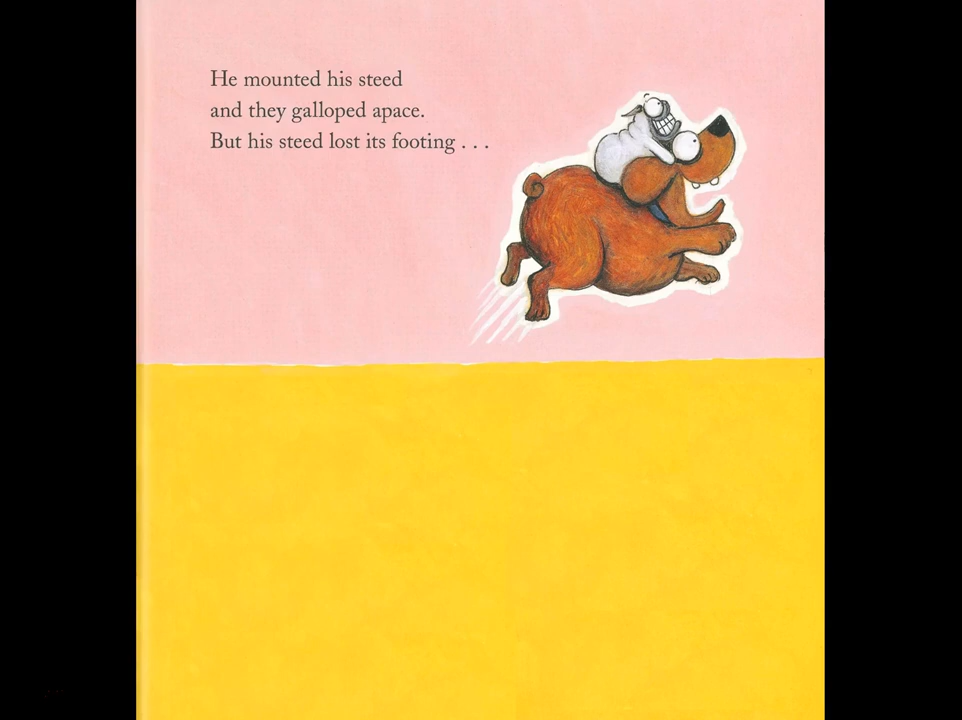 He mounted his steed
and they galloped apace.
But his steed lost its footing . . .